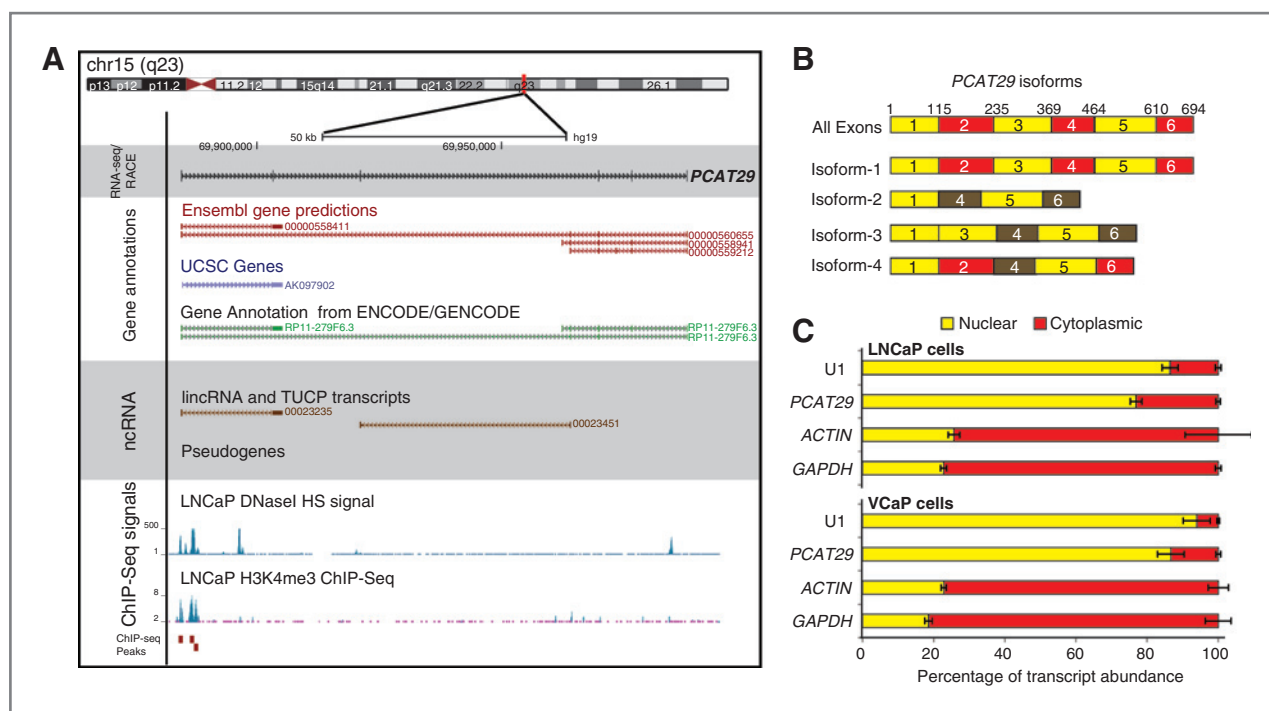 A
chr15 (q23)
p13 p12 p11.2 11.2 12 15q14 21.1 q21.3 22.2 q23 26.1
50 kb hg19
69,900,000 69,950,000
RNA-seq/
RACE
PCAT29
Gene annotations
Ensembl gene predictions
00000558411
00000560655
00000558941
00000559212
UCSC Genes
AK097902
Gene Annotation from ENCODE/GENCODE
RP11-279F6.3 RP11-279F6.3
RP11-279F6.3 RP11-279F6.3
ncRNA
lincRNA and TUCP transcripts
00023235
00023451
Pseudogenes
ChIP-Seq signals
LNCaP DNaseI HS signal
500
1
LNCaP H3K4me3 ChIP-Seq
8
2
ChIP-seq
Peaks
B
PCAT29 isoforms
1 115 235 369 464 610 694
All Exons 1 2 3 4 5 6
Isoform-1 1 2 3 4 5 6
Isoform-2 1 4 5 6
Isoform-3 1 3 4 5 6
Isoform-4 1 2 4 5 6
C
Nuclear Cytoplasmic
LNCaP cells
U1
PCAT29
ACTIN
GAPDH
VCaP cells
U1
PCAT29
ACTIN
GAPDH
0 20 40 60 80 100
Percentage of transcript abundance